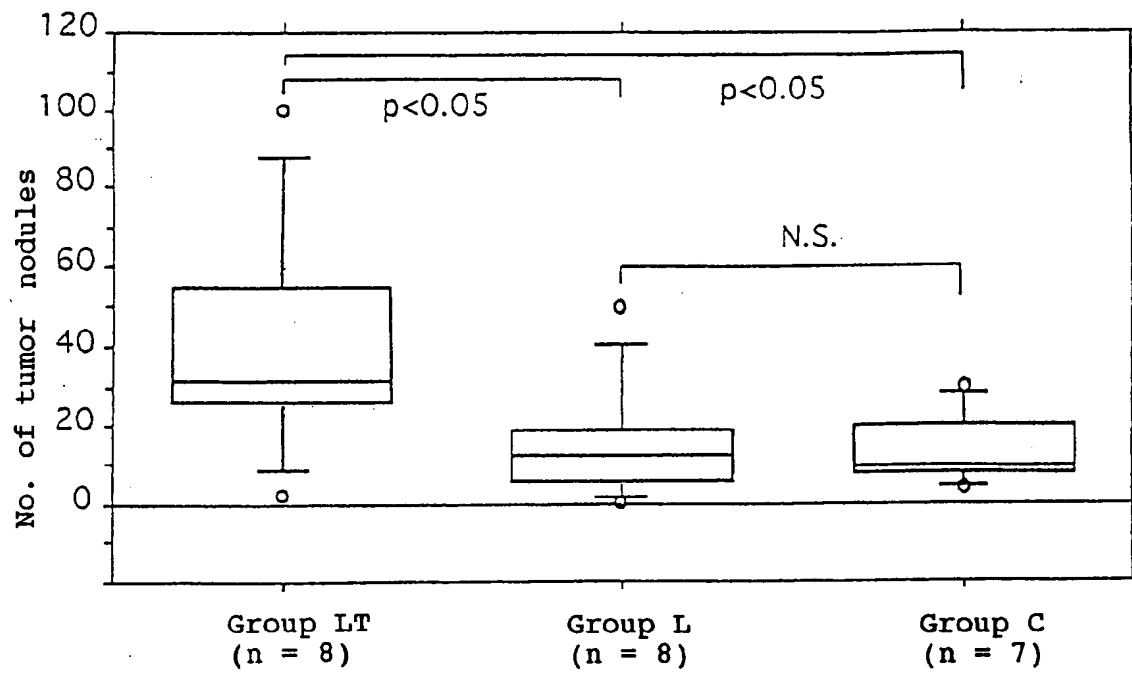 120
100
80
60
40
20
0
No. of tumor nodules
p<0.05
p<0.05
N.S.
Group LT
(n = 8)
Group L
(n = 8)
Group C
(n = 7)